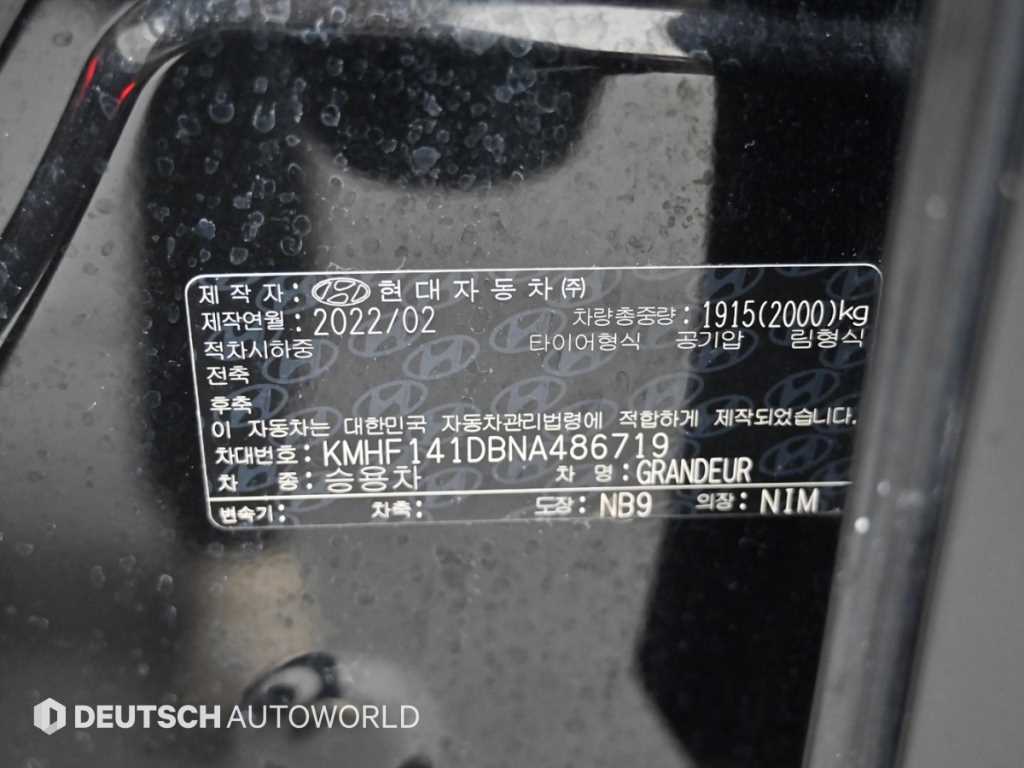 제작자: 현대자동차㈜
제작연월: 2022/02 차량총중량: 1915(2000)kg
적차시하중 타이어형식 공기압 림형식
전축
후축
이 자동차는 대한민국 자동차관리법령에 적합하게 제작되었습니다.
차대번호: KMHF141DBNA486719
차 종: 승용차 차 명: GRANDEUR
변속기: 차축: 도장: NB9 의장: NIM
DEUTSCH AUTOWORLD